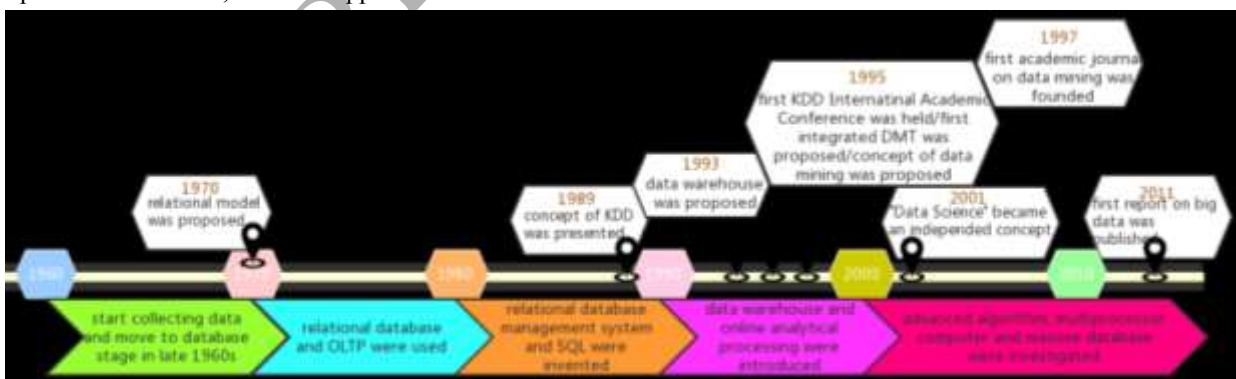 1997
first academic journa
on data mining was
founded
1995
first KDD Internatinal Academic
Conference was held/first
integrated DMT was
proposed/concept of data
mining was proposed
1993
data warehouse
was proposed
1970
relational model
was proposed
1989
concept of KDD
was presented
2001
"Data Science" became
an independed concept
2011
first report on big
data was
published
1960
1980
1990
2000
2010
start collecting data
and move to database
stage in late 1960s
relational database
and OLTP were used
relational database
management system
and SQL were
invented
data warehouse and
online analytical
processing were
introduced
advanced algorithm, multiprocessor
computer and massive database
were investigated